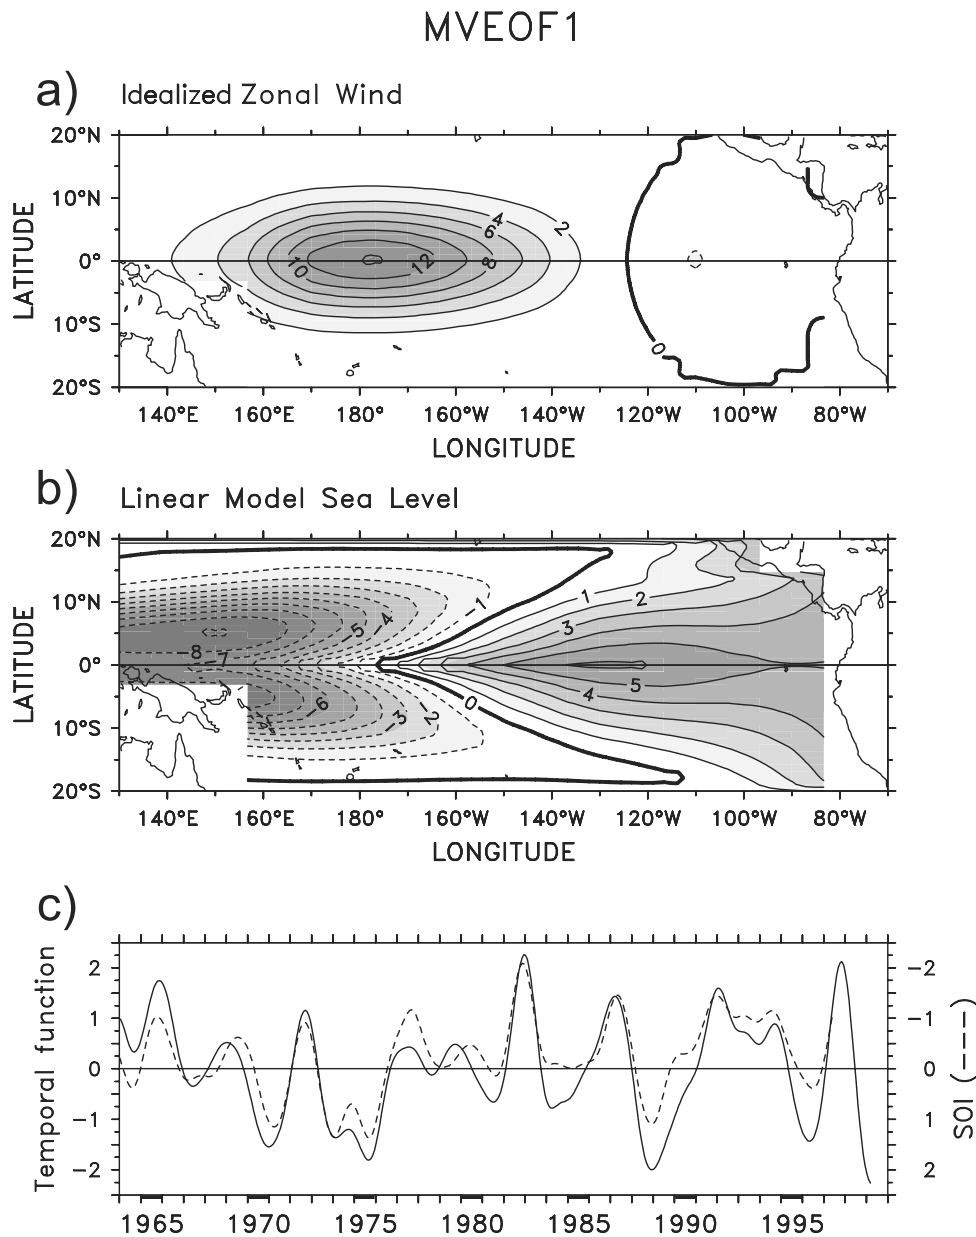 MVEOF1
a) Idealized Zonal Wind
20°N
10°N
0°
10°S
20°S
LATITUDE
2
4
6
8
10
12
0
140°E 160°E 180° 160°W 140°W 120°W 100°W 80°W
LONGITUDE
b) Linear Model Sea Level
20°N
10°N
0°
10°S
20°S
LATITUDE
-1
-4
-5
-8
-7
-6
-3
-2
0
1
2
3
4
5
140°E 160°E 180° 160°W 140°W 120°W 100°W 80°W
LONGITUDE
c)
Temporal function
2
1
0
-1
-2
-2
-1
0
1
2
SOI (---)
1965 1970 1975 1980 1985 1990 1995